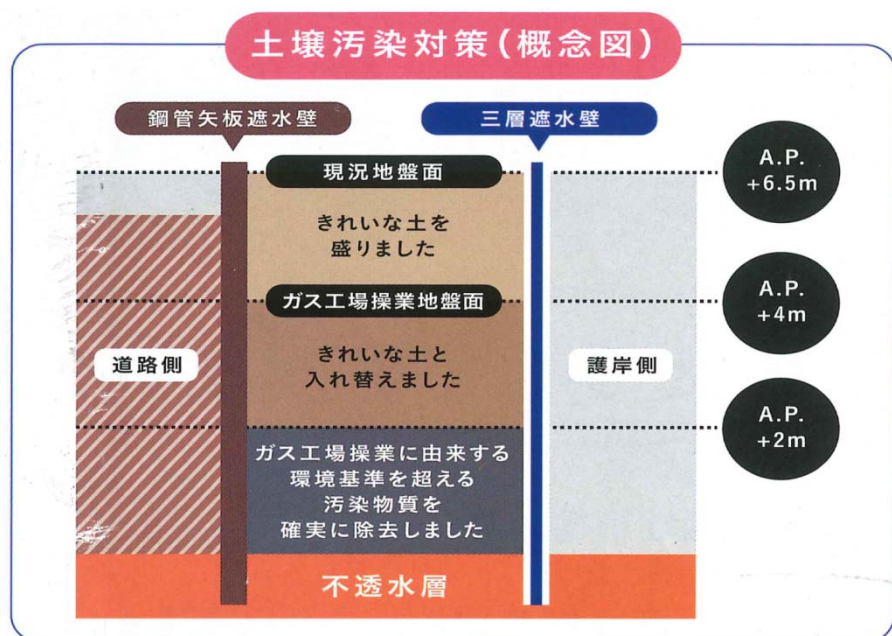 土壌汚染対策(概念図)
鋼管矢板遮水壁
三層遮水壁
現況地盤面
A.P.
+6.5m
きれいな土を
盛りました
ガス工場操業地盤面
A.P.
+4m
道路側
きれいな土と
入れ替えました
護岸側
A.P.
+2m
ガス工場操業に由来する
環境基準を超える
汚染物質を
確実に除去しました
不透水層